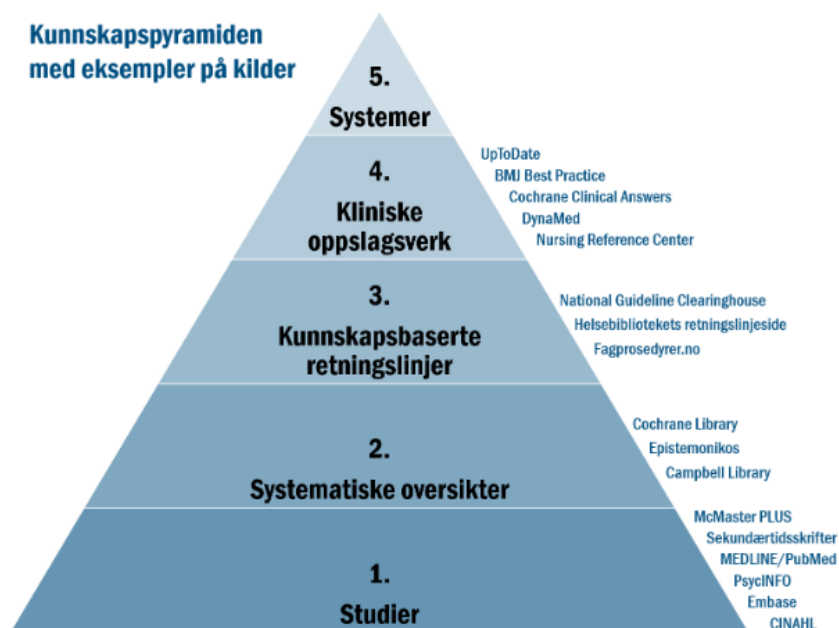 Kunnskapspyramiden
med eksempler på kilder
5.
Systemer
4.
Kliniske
oppslagsverk
UpToDate
BMJ Best Practice
Cochrane Clinical Answers
DynaMed
Nursing Reference Center
3.
Kunnskapsbaserte
retningslinjer
National Guideline Clearinghouse
Helsebibliotekets retningslinjeside
Fagprosedyrer.no
2.
Systematiske oversikter
Cochrane Library
Epistemonikos
Campbell Library
1.
Studier
McMaster PLUS
Sekundærtidsskrifter
MEDLINE/PubMed
PsycINFO
Embase
CINAHL